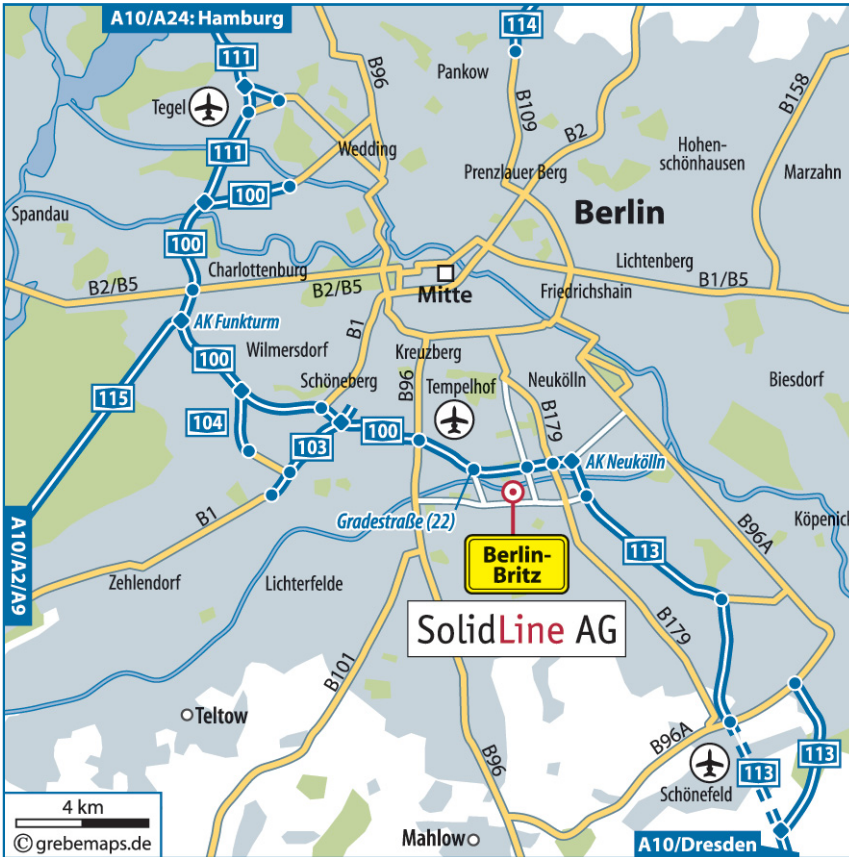 A10/A24: Hamburg
111
114
B96
Pankow
Tegel
B109
B158
B2
Hohen-
schönhausen
111
Wedding
Prenzlauer Berg
Marzahn
100
Spandau
Berlin
100
Charlottenburg
Lichtenberg
B2/B5
B2/B5
Mitte
Friedrichshain
B1/B5
AK Funkturm
B1
Wilmersdorf
Kreuzberg
100
Schöneberg
B96
Tempelhof
Neukölln
Biesdorf
115
104
103
100
B179
AK Neukölln
B1
Gradestraße (22)
B96A
Köpenick
A10/A2/A9
113
Berlin-
Britz
Zehlendorf
Lichterfelde
SolidLine AG
B179
B101
Teltow
B96
B96A
113
113
Schönefeld
4 km
Mahlow
© grebemaps.de
A10/Dresden